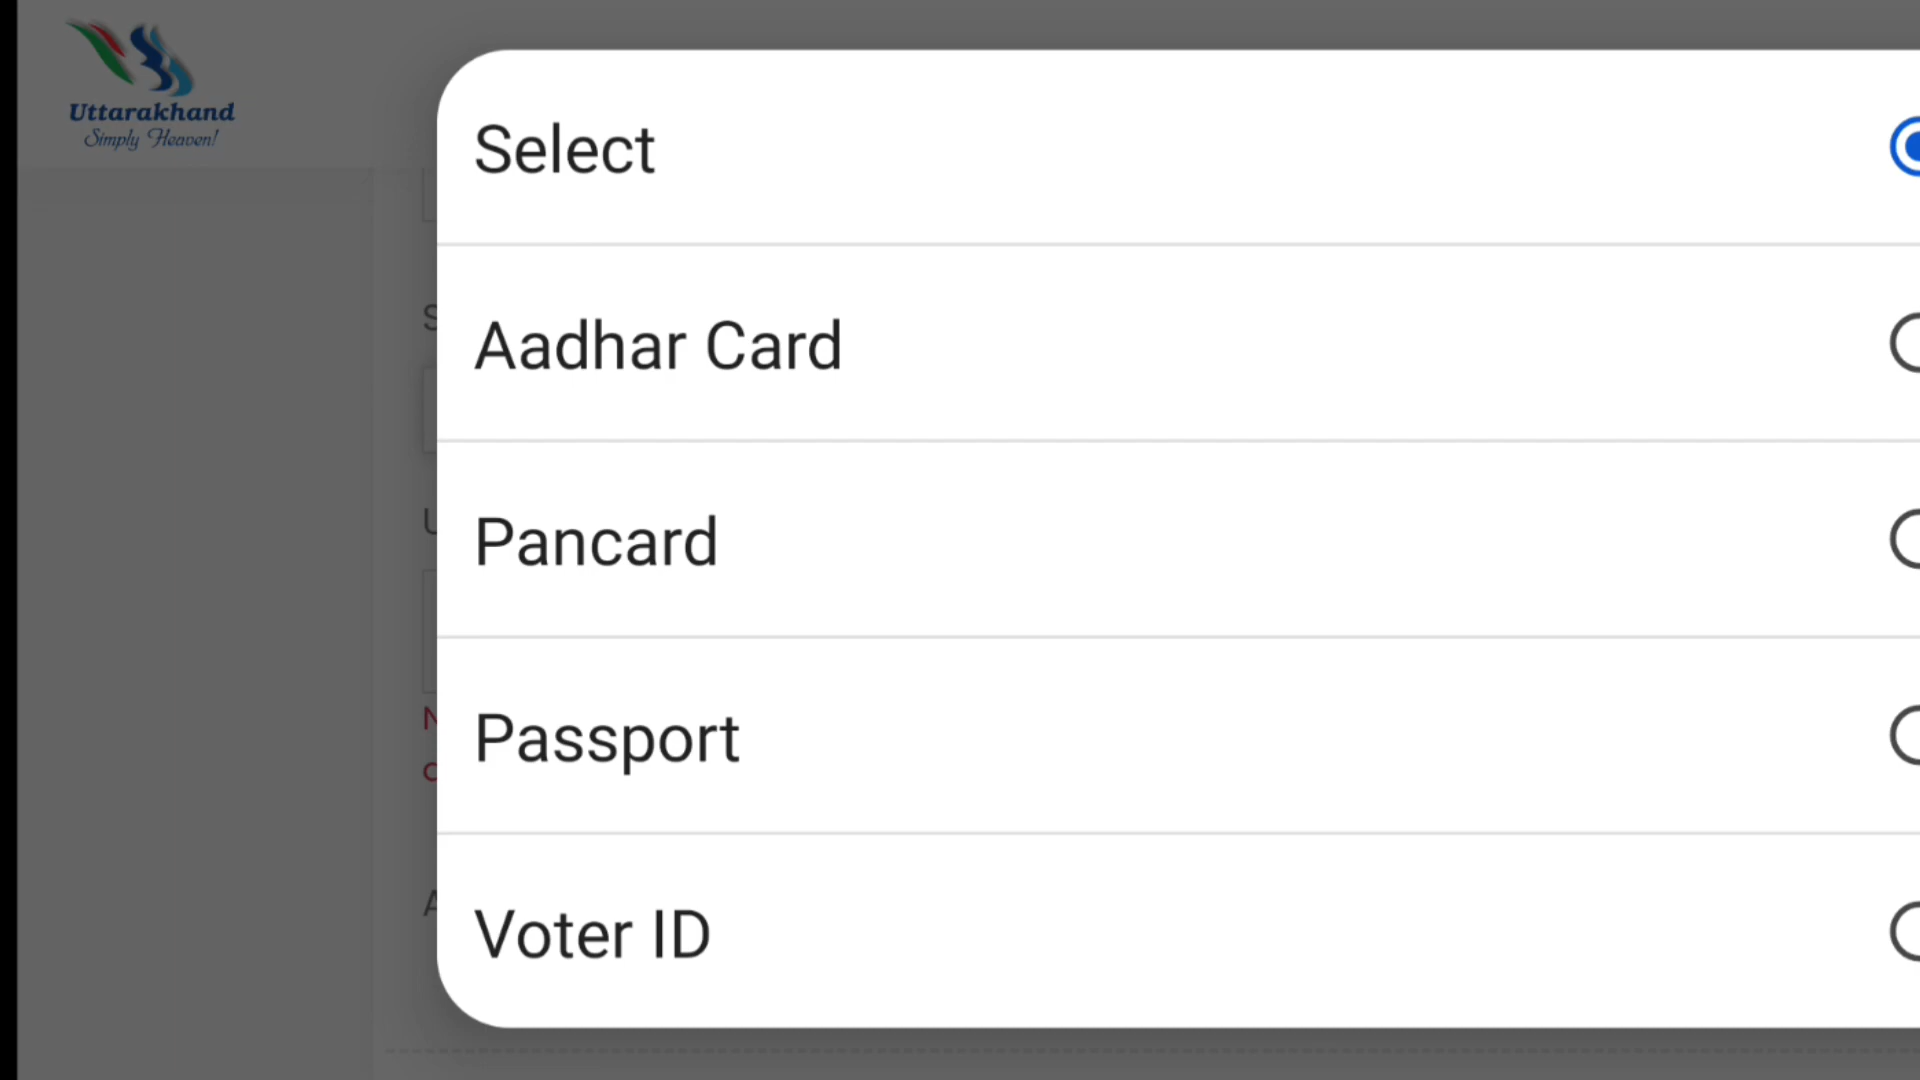 Uttarakhand
Simply Heaven!
Select
Aadhar Card
Pancard
Passport
Voter ID